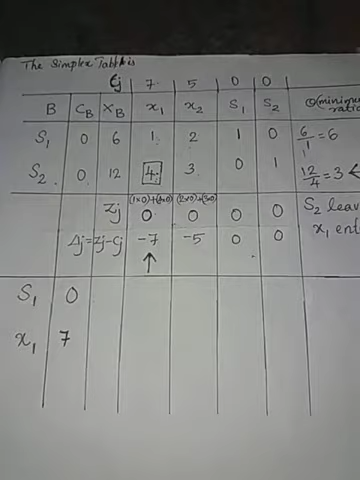 The Simplex Table is
Cj 7 5 0 0
B CB XB x1 x2 S1 S2 θ(minimum ratio
S1 0 6 1 2 1 0 6/1 = 6
S2 0 12 4 3 0 1 12/4 = 3 ←
(1×0)+(4×0) (2×0)+(3×0)
Zj 0 0 0 0 S2 leav
Δj = Zj - Cj -7 -5 0 0 x1 ent
↑
S1 0
x1 7